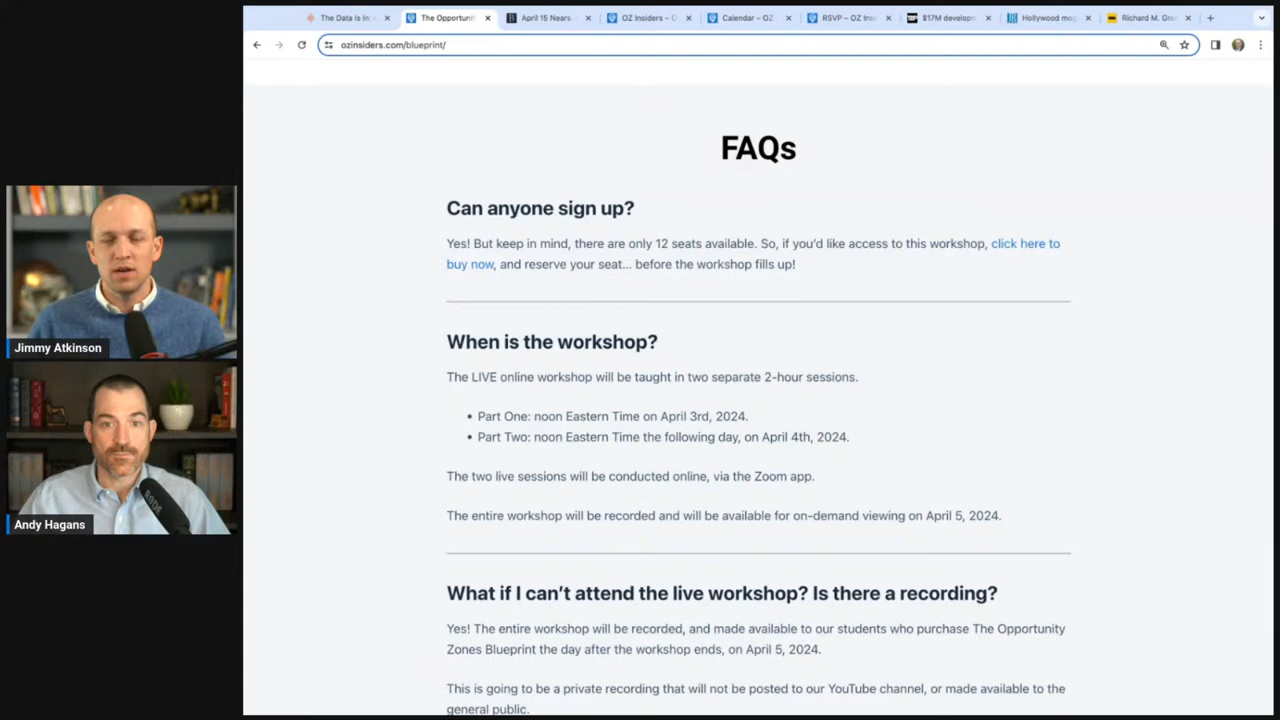 The Data is In:
The Opportuni
April 15 Nears
OZ Insiders – O
Calendar – OZ
RSVP – OZ Insi
$17M developm
Hollywood mog
Richard M. Gro
ozinsiders.com/blueprint/
FAQs
Can anyone sign up?
Yes! But keep in mind, there are only 12 seats available. So, if you'd like access to this workshop, click here to
buy now, and reserve your seat... before the workshop fills up!
When is the workshop?
The LIVE online workshop will be taught in two separate 2-hour sessions.
• Part One: noon Eastern Time on April 3rd, 2024.
• Part Two: noon Eastern Time the following day, on April 4th, 2024.
The two live sessions will be conducted online, via the Zoom app.
The entire workshop will be recorded and will be available for on-demand viewing on April 5, 2024.
What if I can't attend the live workshop? Is there a recording?
Yes! The entire workshop will be recorded, and made available to our students who purchase The Opportunity
Zones Blueprint the day after the workshop ends, on April 5, 2024.
This is going to be a private recording that will not be posted to our YouTube channel, or made available to the
general public.
Jimmy Atkinson
RODE
Andy Hagans